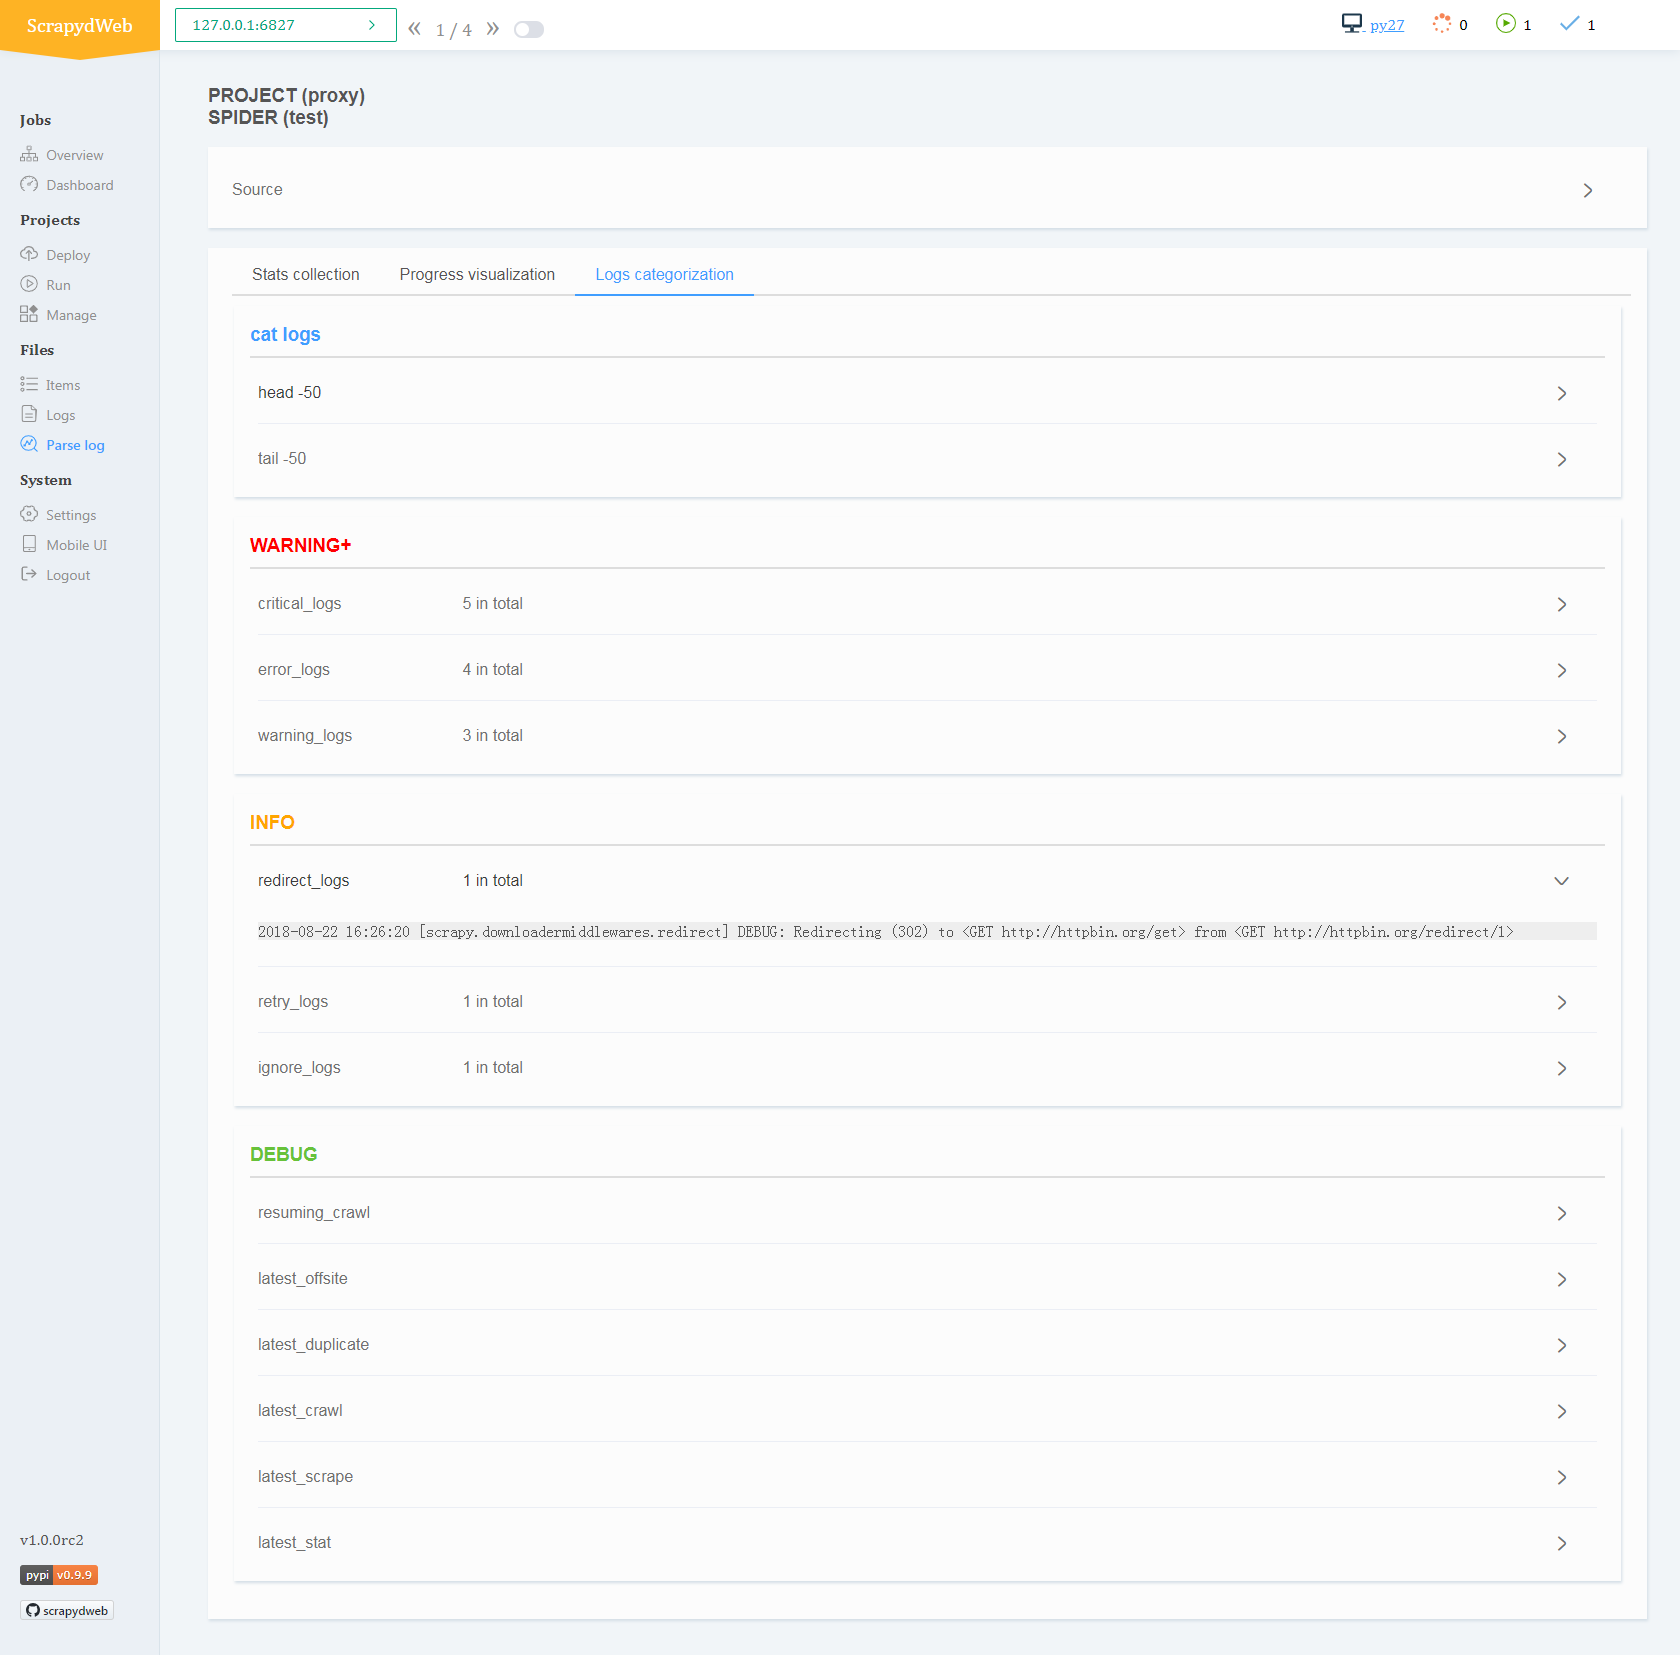 ScrapydWeb
127.0.0.1:6827
1 / 4
py27
0
1
1
Jobs
Overview
Dashboard
Projects
Deploy
Run
Manage
Files
Items
Logs
Parse log
System
Settings
Mobile UI
Logout
v1.0.0rc2
pypi v0.9.9
scrapydweb
PROJECT (proxy)
SPIDER (test)
Source
Stats collection Progress visualization Logs categorization
cat logs
head -50
tail -50
WARNING+
critical_logs 5 in total
error_logs 4 in total
warning_logs 3 in total
INFO
redirect_logs 1 in total
2018-08-22 16:26:20 [scrapy.downloadermiddlewares.redirect] DEBUG: Redirecting (302) to <GET http://httpbin.org/get> from <GET http://httpbin.org/redirect/1>
retry_logs 1 in total
ignore_logs 1 in total
DEBUG
resuming_crawl
latest_offsite
latest_duplicate
latest_crawl
latest_scrape
latest_stat